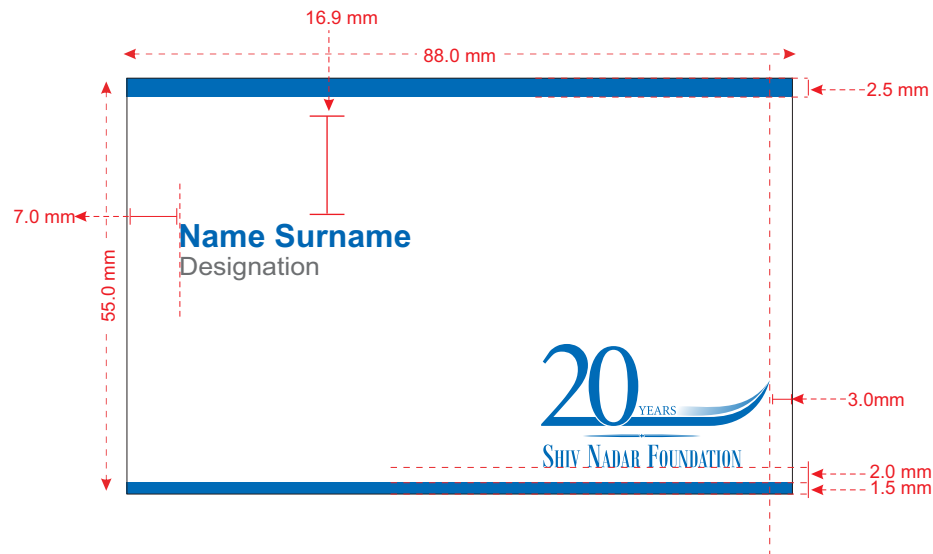 16.9 mm
88.0 mm
2.5 mm
7.0 mm
Name Surname
Designation
55.0 mm
20
YEARS
3.0mm
SHIV NADAR FOUNDATION
2.0 mm
1.5 mm